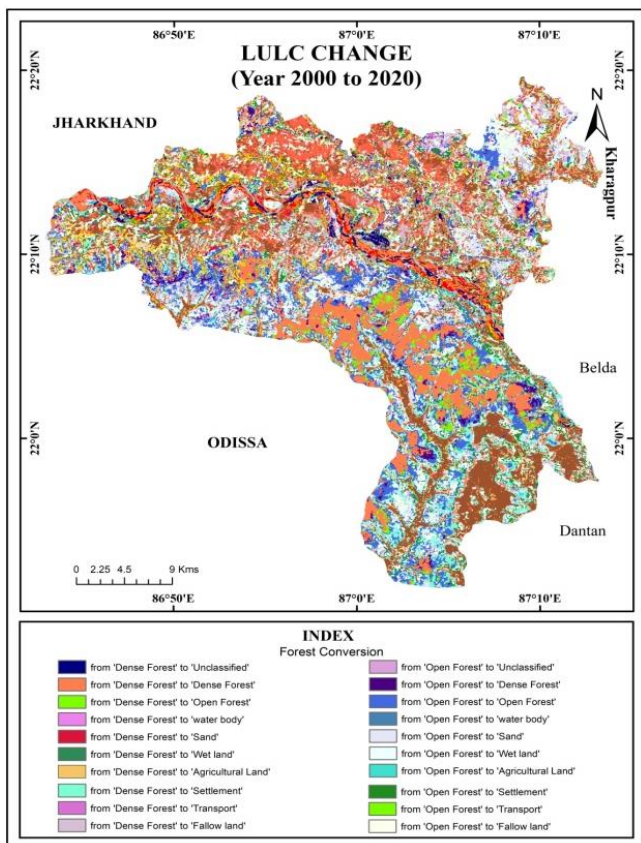 86°50'E
87°0'E
87°10'E
LULC CHANGE
(Year 2000 to 2020)
22°20'N
22°20'N
N
JHARKHAND
Kharagpur
22°10'N
22°10'N
Belda
22°0'N
22°0'N
ODISSA
Dantan
0 2.25 4.5 9 Kms
86°50'E
87°0'E
87°10'E
INDEX
Forest Conversion
from 'Dense Forest' to 'Unclassified'
from 'Dense Forest' to 'Dense Forest'
from 'Dense Forest' to 'Open Forest'
from 'Dense Forest' to 'water body'
from 'Dense Forest' to 'Sand'
from 'Dense Forest' to 'Wet land'
from 'Dense Forest' to 'Agricultural Land'
from 'Dense Forest' to 'Settlement'
from 'Dense Forest' to 'Transport'
from 'Dense Forest' to 'Fallow land'
from 'Open Forest' to 'Unclassified'
from 'Open Forest' to 'Dense Forest'
from 'Open Forest' to 'Open Forest'
from 'Open Forest' to 'water body'
from 'Open Forest' to 'Sand'
from 'Open Forest' to 'Wet land'
from 'Open Forest' to 'Agricultural Land'
from 'Open Forest' to 'Settlement'
from 'Open Forest' to 'Transport'
from 'Open Forest' to 'Fallow land'